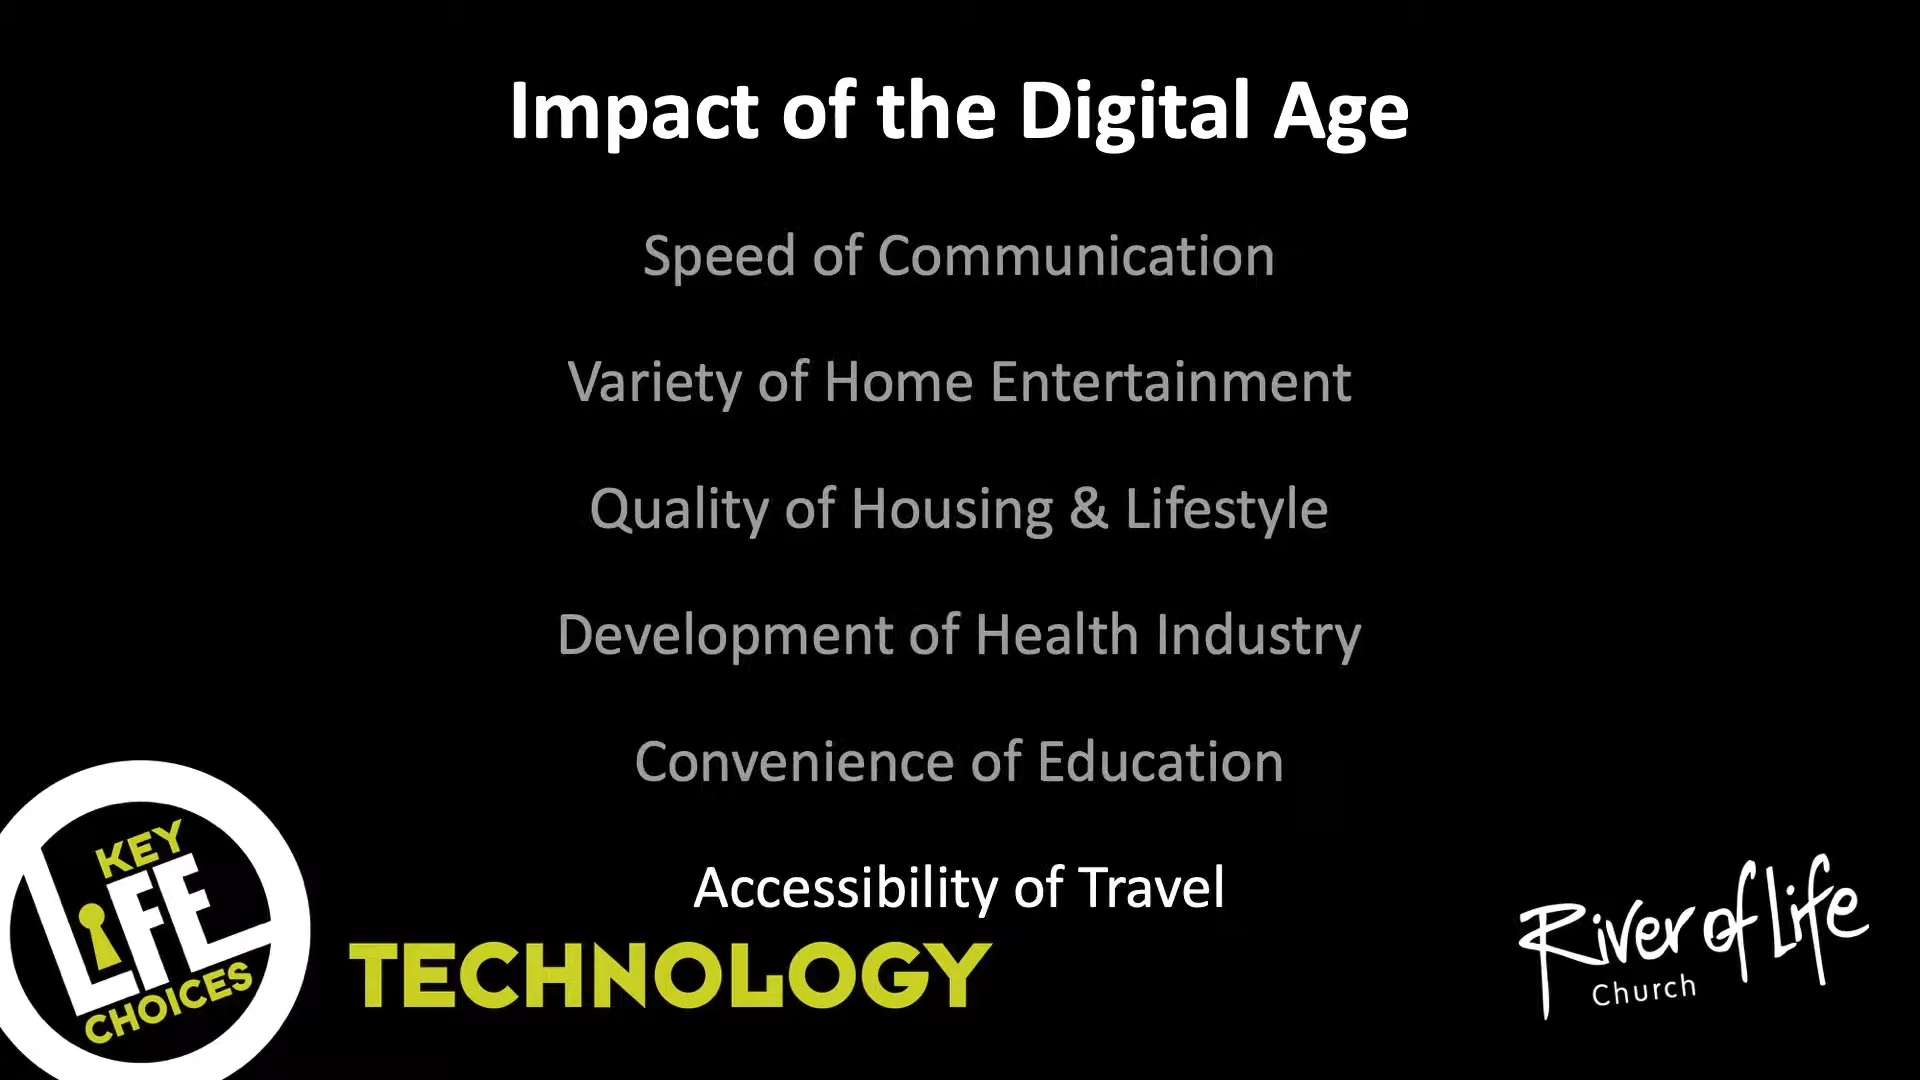 Impact of the Digital Age
Speed of Communication
Variety of Home Entertainment
Quality of Housing & Lifestyle
Development of Health Industry
Convenience of Education
Accessibility of Travel
KEY
LiFE
CHOICES
TECHNOLOGY
River of Life
Church